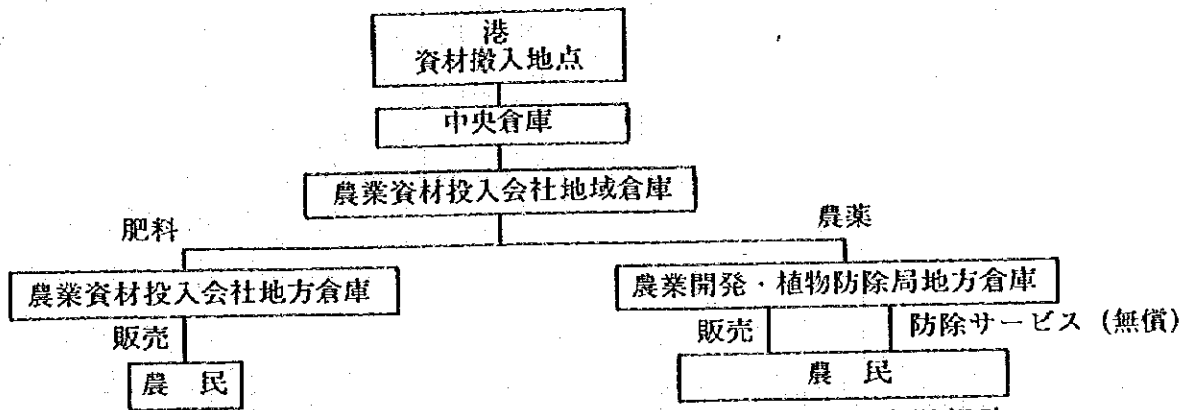 港
資材搬入地点
中央倉庫
農業資材投入会社地域倉庫
肥料
農薬
農業資材投入会社地方倉庫
農業開発・植物防除局地方倉庫
販売
販売
防除サービス (無償)
農 民
農 民